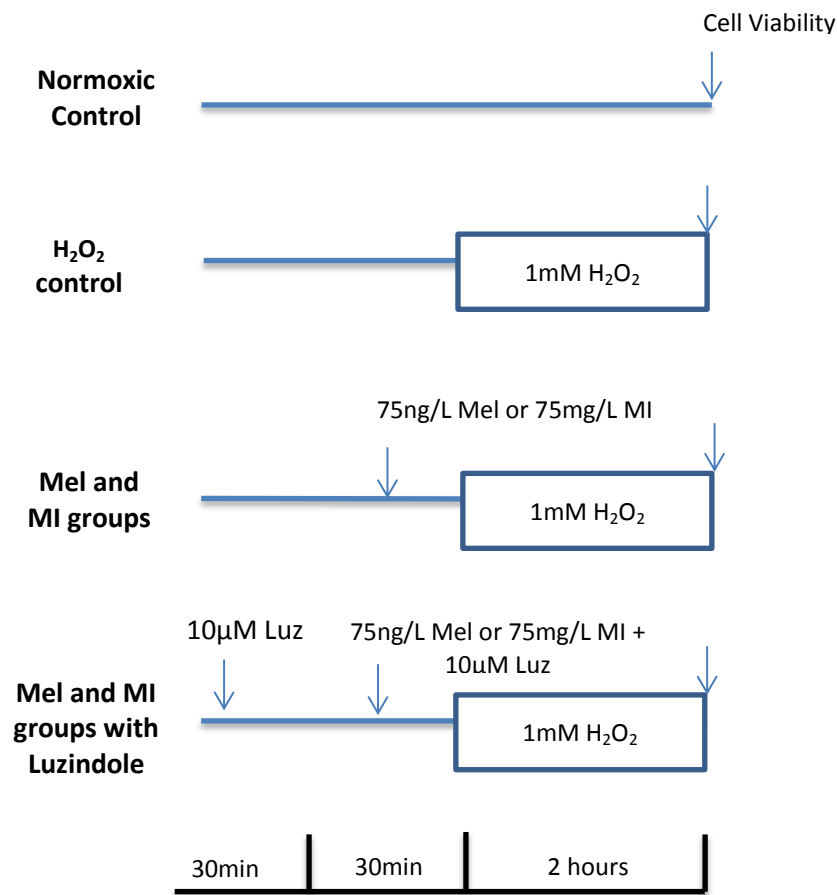 Cell Viability
Normoxic
Control
H₂O₂
control
1mM H₂O₂
75ng/L Mel or 75mg/L MI
Mel and
MI groups
1mM H₂O₂
10µM Luz
75ng/L Mel or 75mg/L MI +
10uM Luz
Mel and MI
groups with
Luzindole
1mM H₂O₂
30min
30min
2 hours